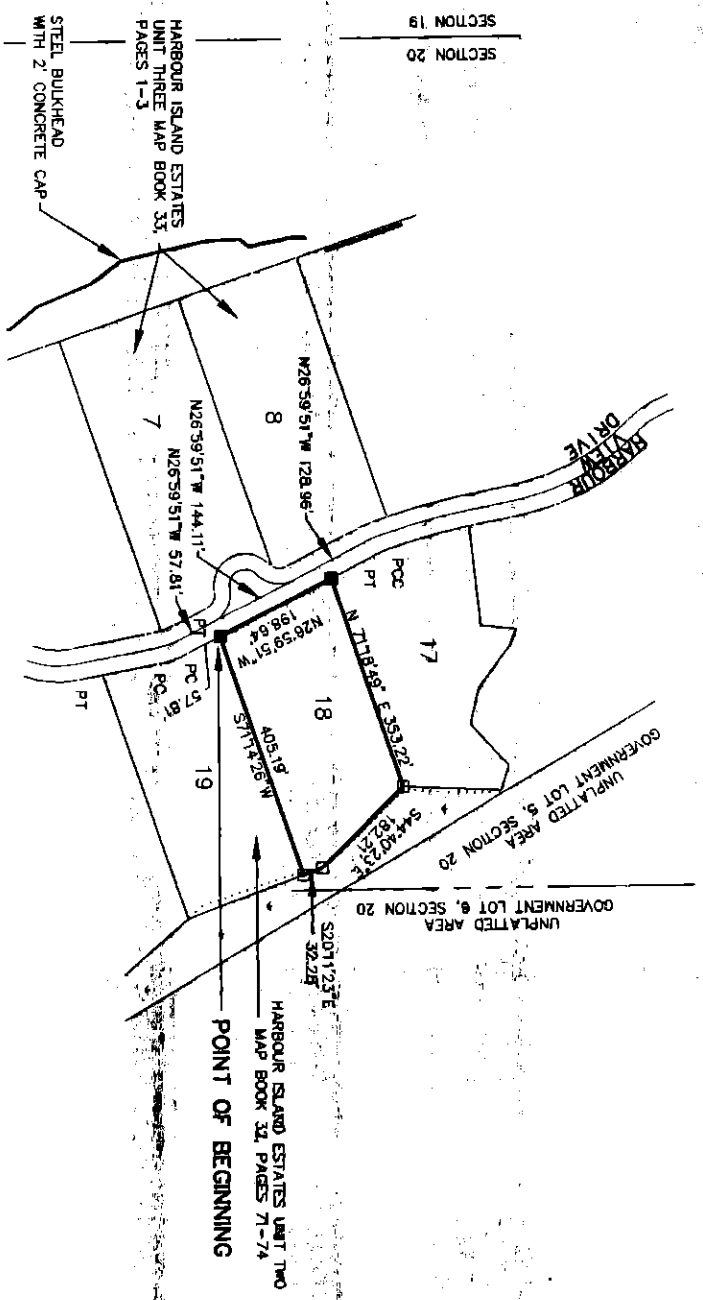 SECTION 19
SECTION 20
HARBOUR ISLAND ESTATES
UNIT THREE MAP BOOK 33,
PAGES 1-3
STEEL BULKHEAD
WITH 2' CONCRETE CAP
HARBOUR
VIEW
DRIVE
7
8
17
18
19
N26°59'51"W 128.96'
N26°59'51"W 144.11'
N26°59'51"W 57.81'
PCC
PT
PT
PC 57.81'
PC
PT
N26°59'51"W
198.64'
N 71°18'49" E 353.22'
S44°40'23"E
182.21'
405.19'
S71°14'26"W
S20°11'23"E
32.28'
UNPLATTED AREA
GOVERNMENT LOT 5, SECTION 20
UNPLATTED AREA
GOVERNMENT LOT 6, SECTION 20
HARBOUR ISLAND ESTATES UNIT TWO
MAP BOOK 32, PAGES 71-74
POINT OF BEGINNING